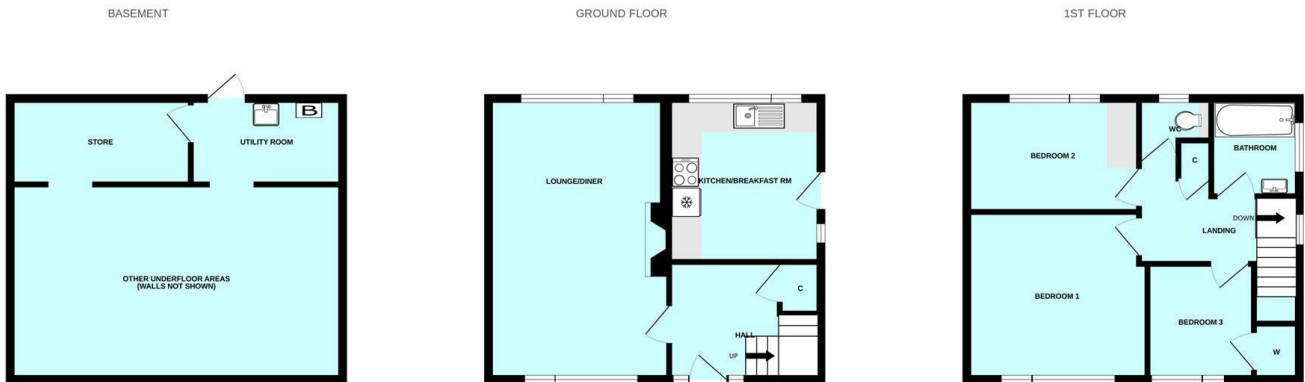 BASEMENT
GROUND FLOOR
1ST FLOOR
B
STORE
UTILITY ROOM
OTHER UNDERFLOOR AREAS
(WALLS NOT SHOWN)
LOUNGE/DINER
KITCHEN/BREAKFAST RM
C
HALL
UP
BEDROOM 2
WC
C
BATHROOM
DOWN
LANDING
BEDROOM 1
BEDROOM 3
W